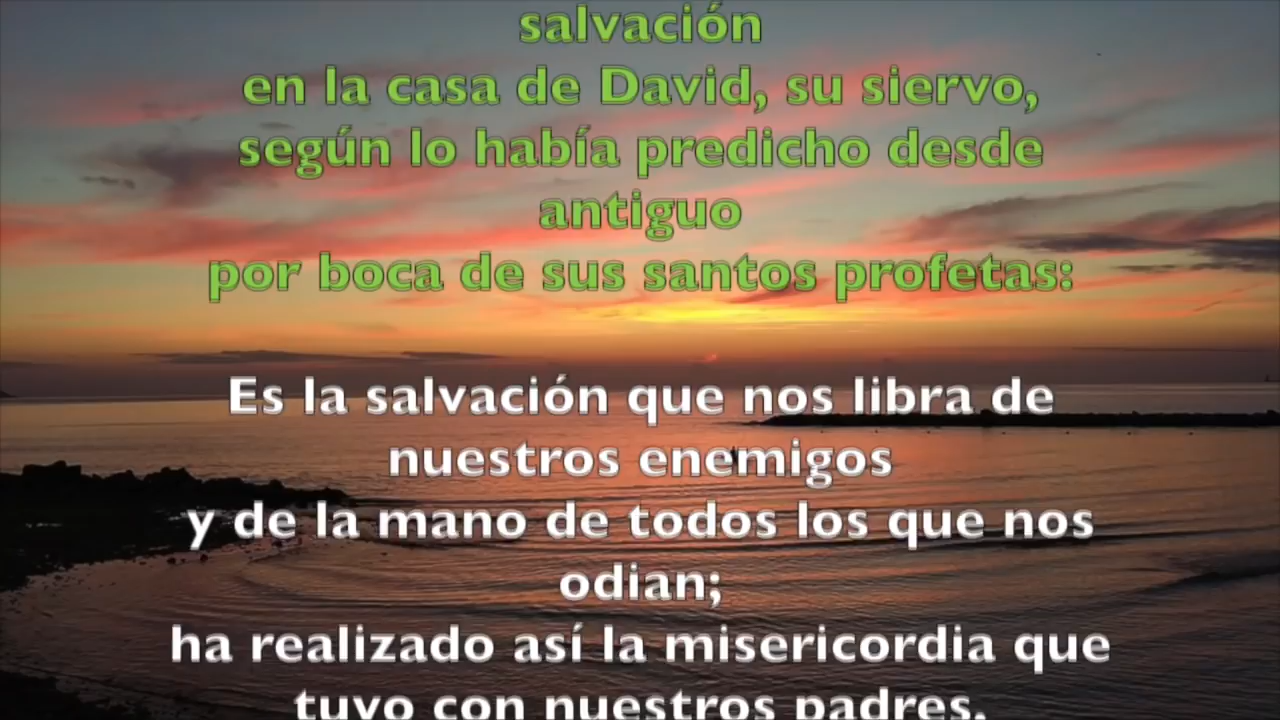 salvación
en la casa de David, su siervo,
según lo había predicho desde
antiguo
por boca de sus santos profetas:
Es la salvación que nos libra de
nuestros enemigos
y de la mano de todos los que nos
odian;
ha realizado así la misericordia que
tuvo con nuestros padres,